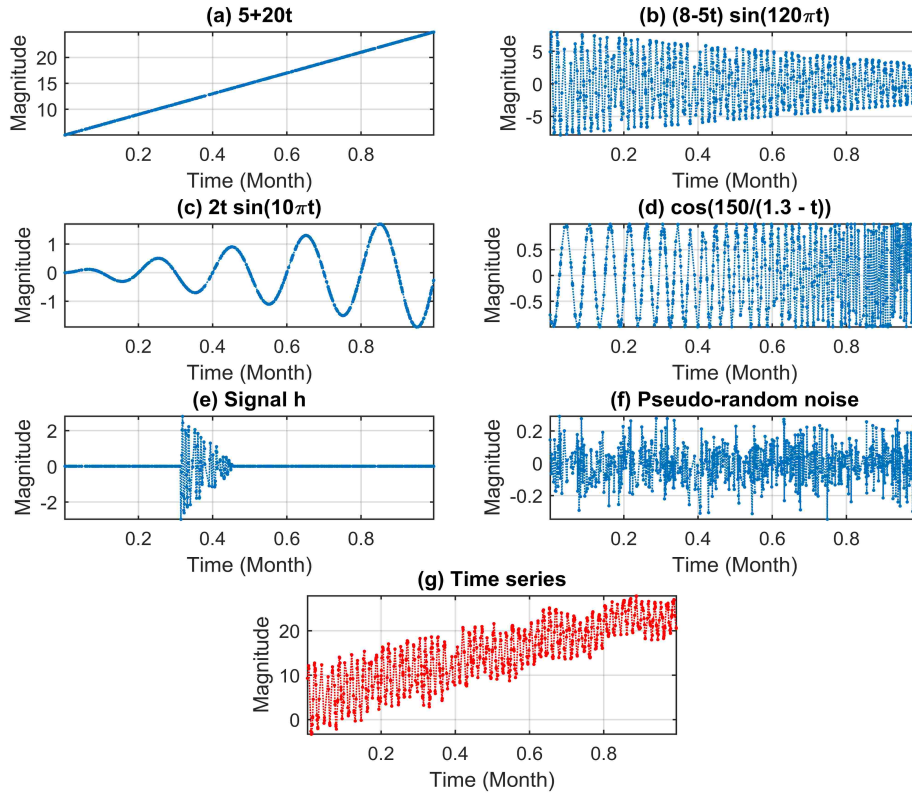 (a) 5+20t
Magnitude
20
15
10
0.2 0.4 0.6 0.8
Time (Month)
(b) (8-5t) sin(120πt)
Magnitude
5
0
-5
0.2 0.4 0.6 0.8
Time (Month)
(c) 2t sin(10πt)
Magnitude
1
0
-1
0.2 0.4 0.6 0.8
Time (Month)
(d) cos(150/(1.3 - t))
Magnitude
0.5
0
-0.5
0.2 0.4 0.6 0.8
Time (Month)
(e) Signal h
Magnitude
2
0
-2
0.2 0.4 0.6 0.8
Time (Month)
(f) Pseudo-random noise
Magnitude
0.2
0
-0.2
0.2 0.4 0.6 0.8
Time (Month)
(g) Time series
Magnitude
20
10
0
0.2 0.4 0.6 0.8
Time (Month)